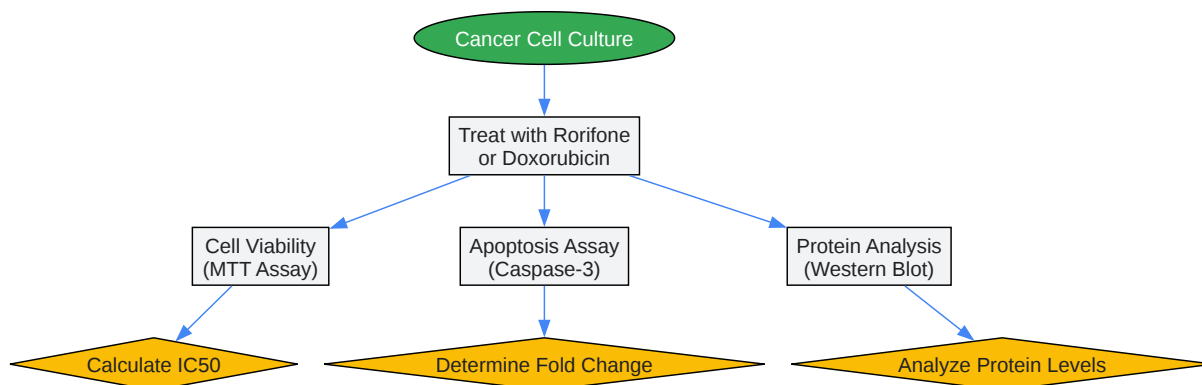 Cancer Cell Culture
Treat with Rorifone
or Doxorubicin
Cell Viability
(MTT Assay)
Apoptosis Assay
(Caspase-3)
Protein Analysis
(Western Blot)
Calculate IC50
Determine Fold Change
Analyze Protein Levels